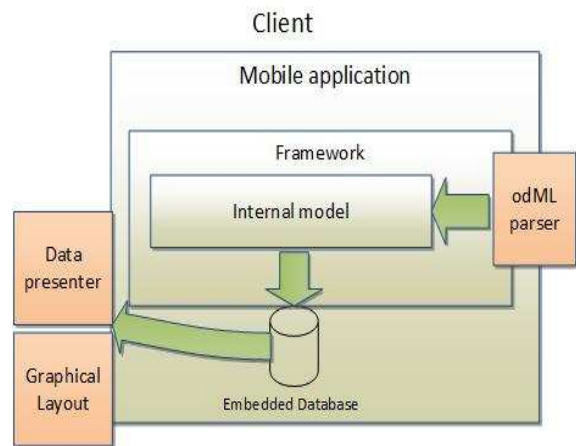 Client
Mobile application
Framework
Internal model
odML
parser
Data
presenter
Graphical
Layout
Embedded Database